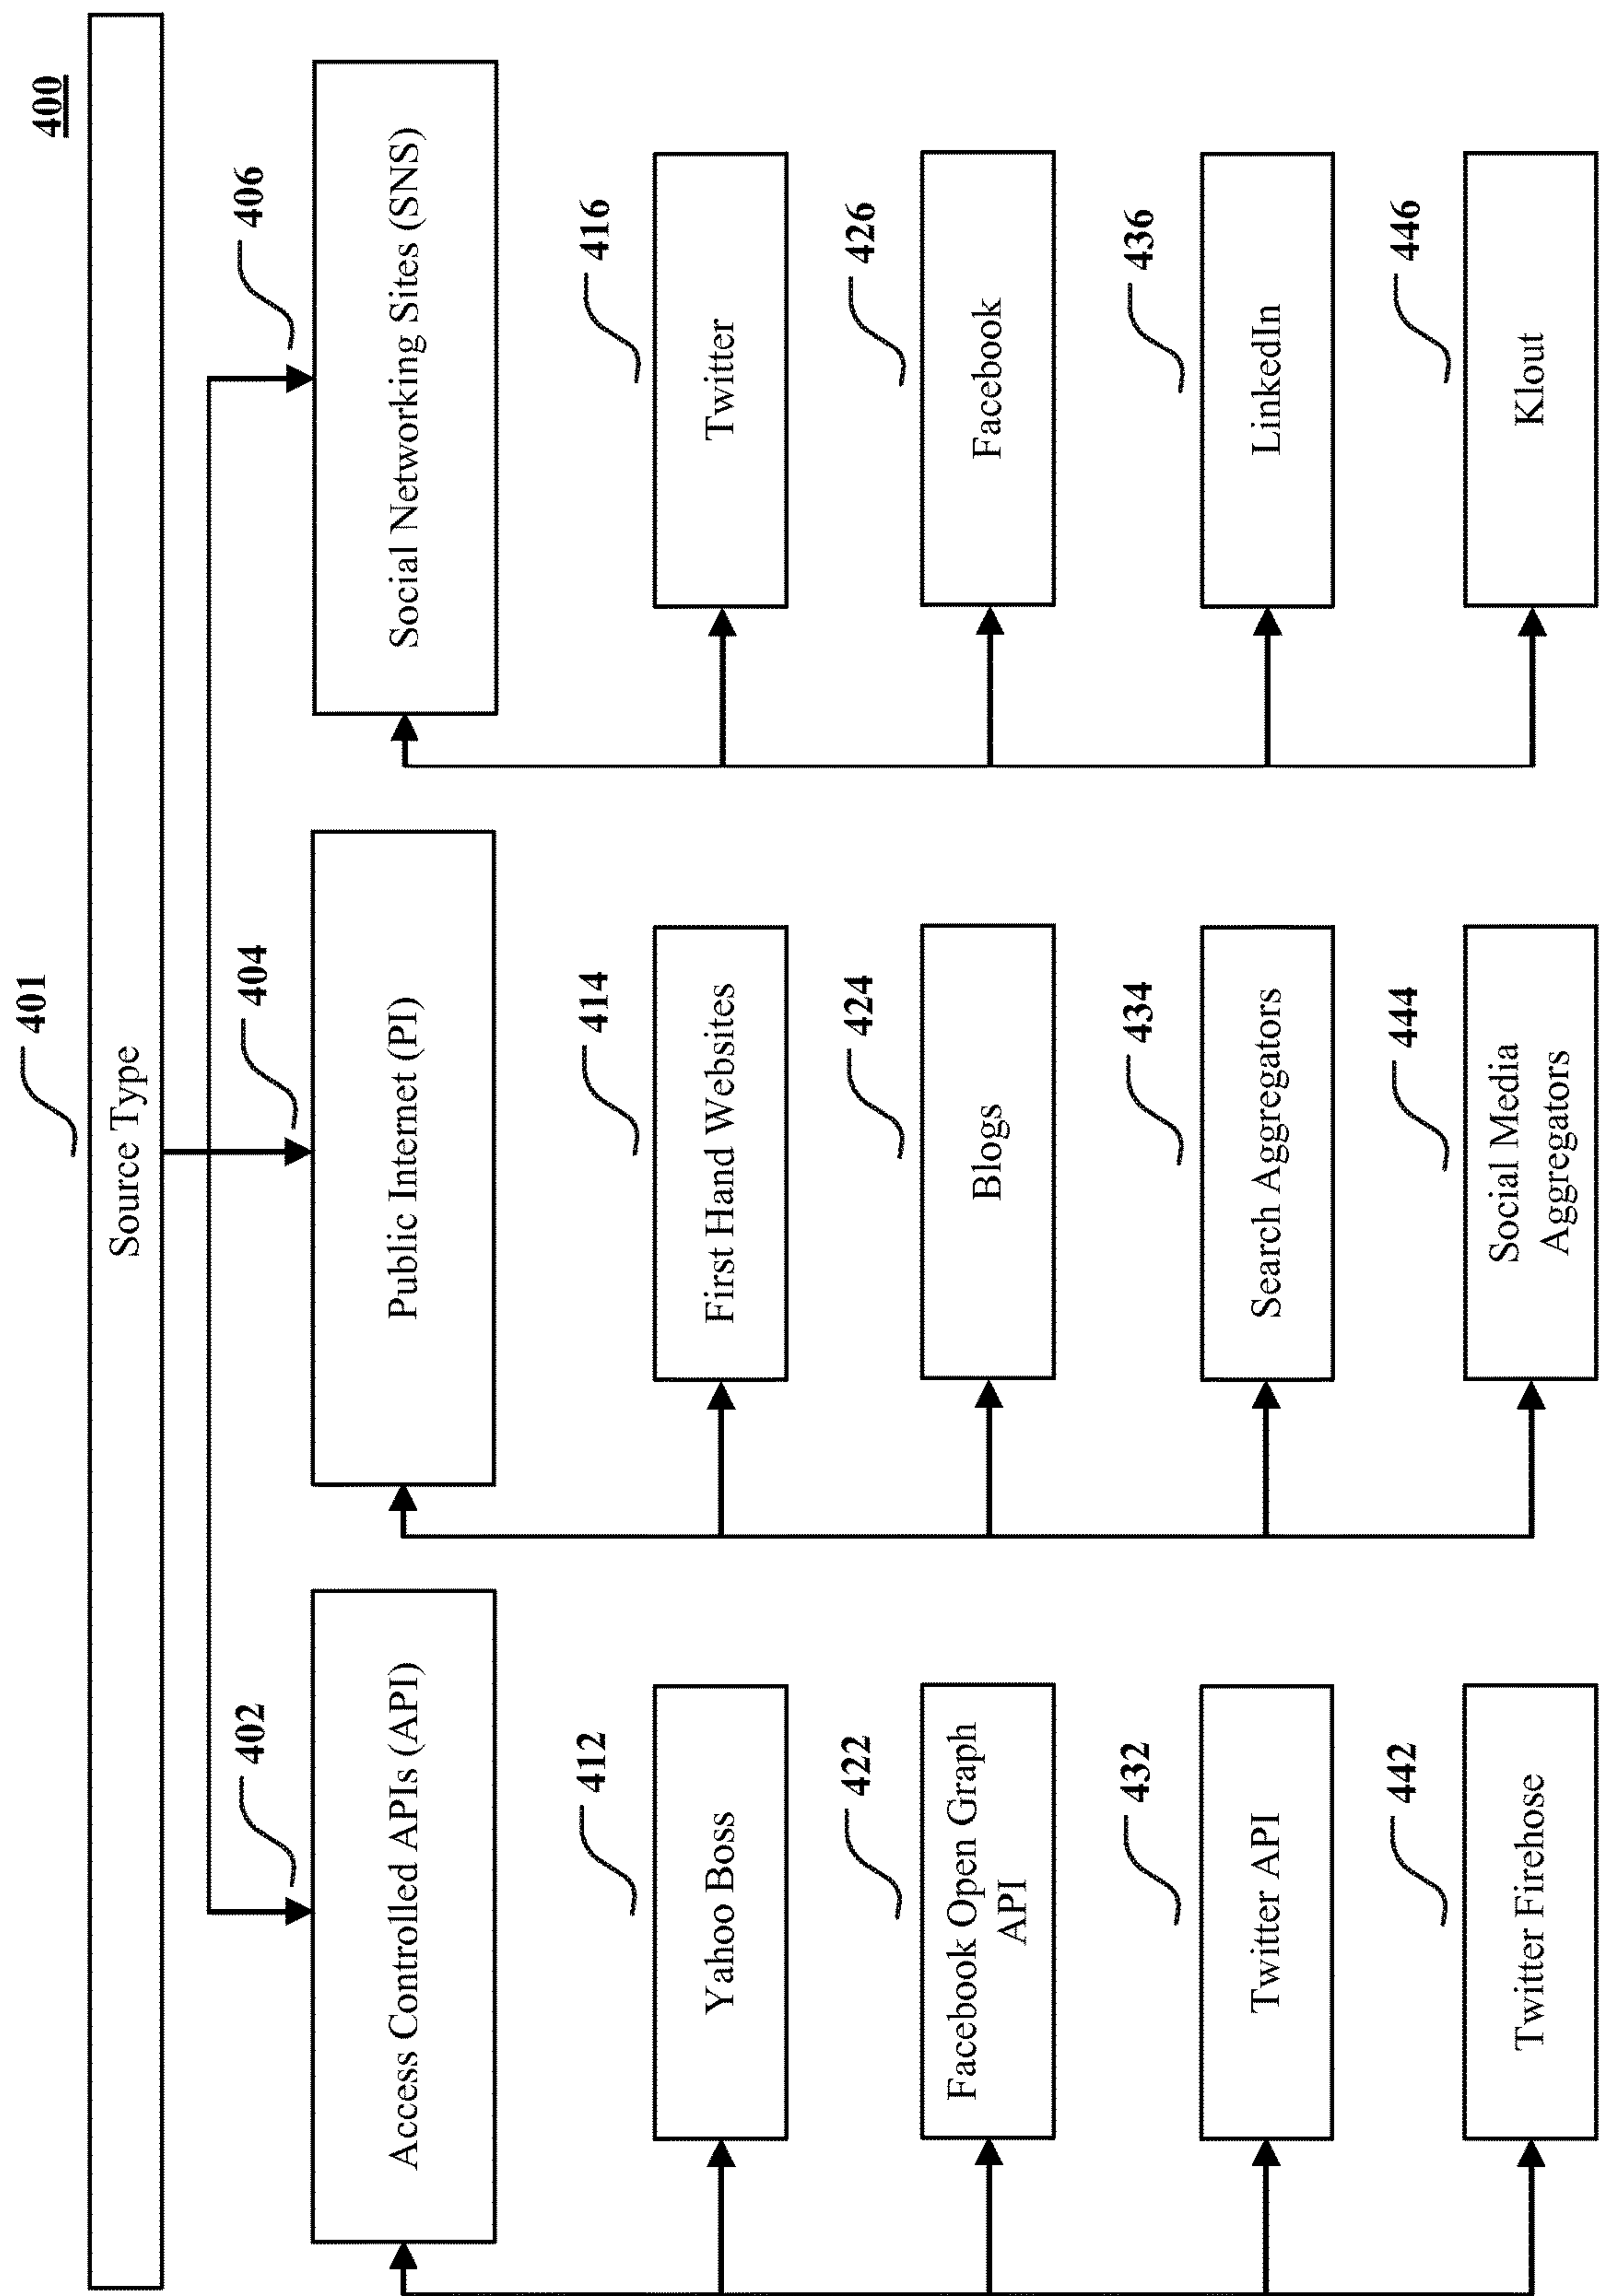 400
401
Source Type
402
Access Controlled APIs (API)
404
Public Internet (PI)
406
Social Networking Sites (SNS)
412
Yahoo Boss
414
First Hand Websites
416
Twitter
422
Facebook Open Graph
API
424
Blogs
426
Facebook
432
Twitter API
434
Search Aggregators
436
LinkedIn
442
Twitter Firehose
444
Social Media
Aggregators
446
Klout